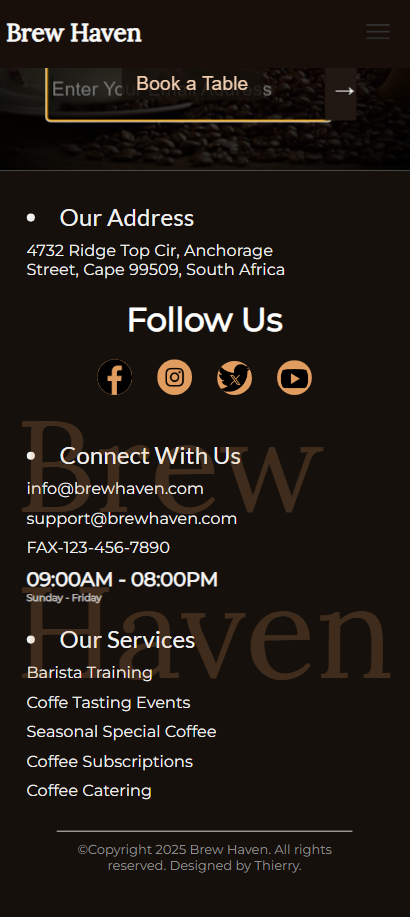 Brew Haven
Book a Table
Enter Your Email Address
→
Our Address
4732 Ridge Top Cir, Anchorage
Street, Cape 99509, South Africa
Follow Us
Brew
Connect With Us
info@brewhaven.com
support@brewhaven.com
FAX-123-456-7890
09:00AM - 08:00PM
Sunday - Friday
Haven
Our Services
Barista Training
Coffe Tasting Events
Seasonal Special Coffee
Coffee Subscriptions
Coffee Catering
©Copyright 2025 Brew Haven. All rights
reserved. Designed by Thierry.